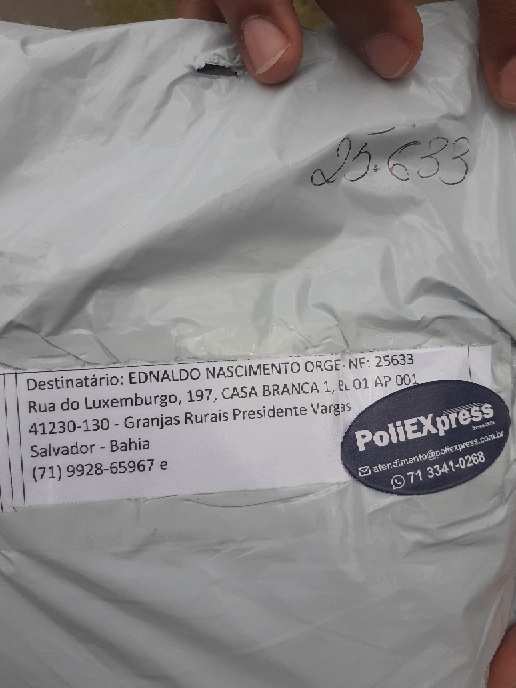 25.633
Destinatário: EDNALDO NASCIMENTO ORGE- NF: 25633
Rua do Luxemburgo, 197, CASA BRANCA 1, BL 01 AP 001
41230-130 - Granjas Rurais Presidente Vargas
Salvador - Bahia
(71) 9928-65967 e
PoliEXpress
atendimento@poliexpress.com.br
71 3341-0268